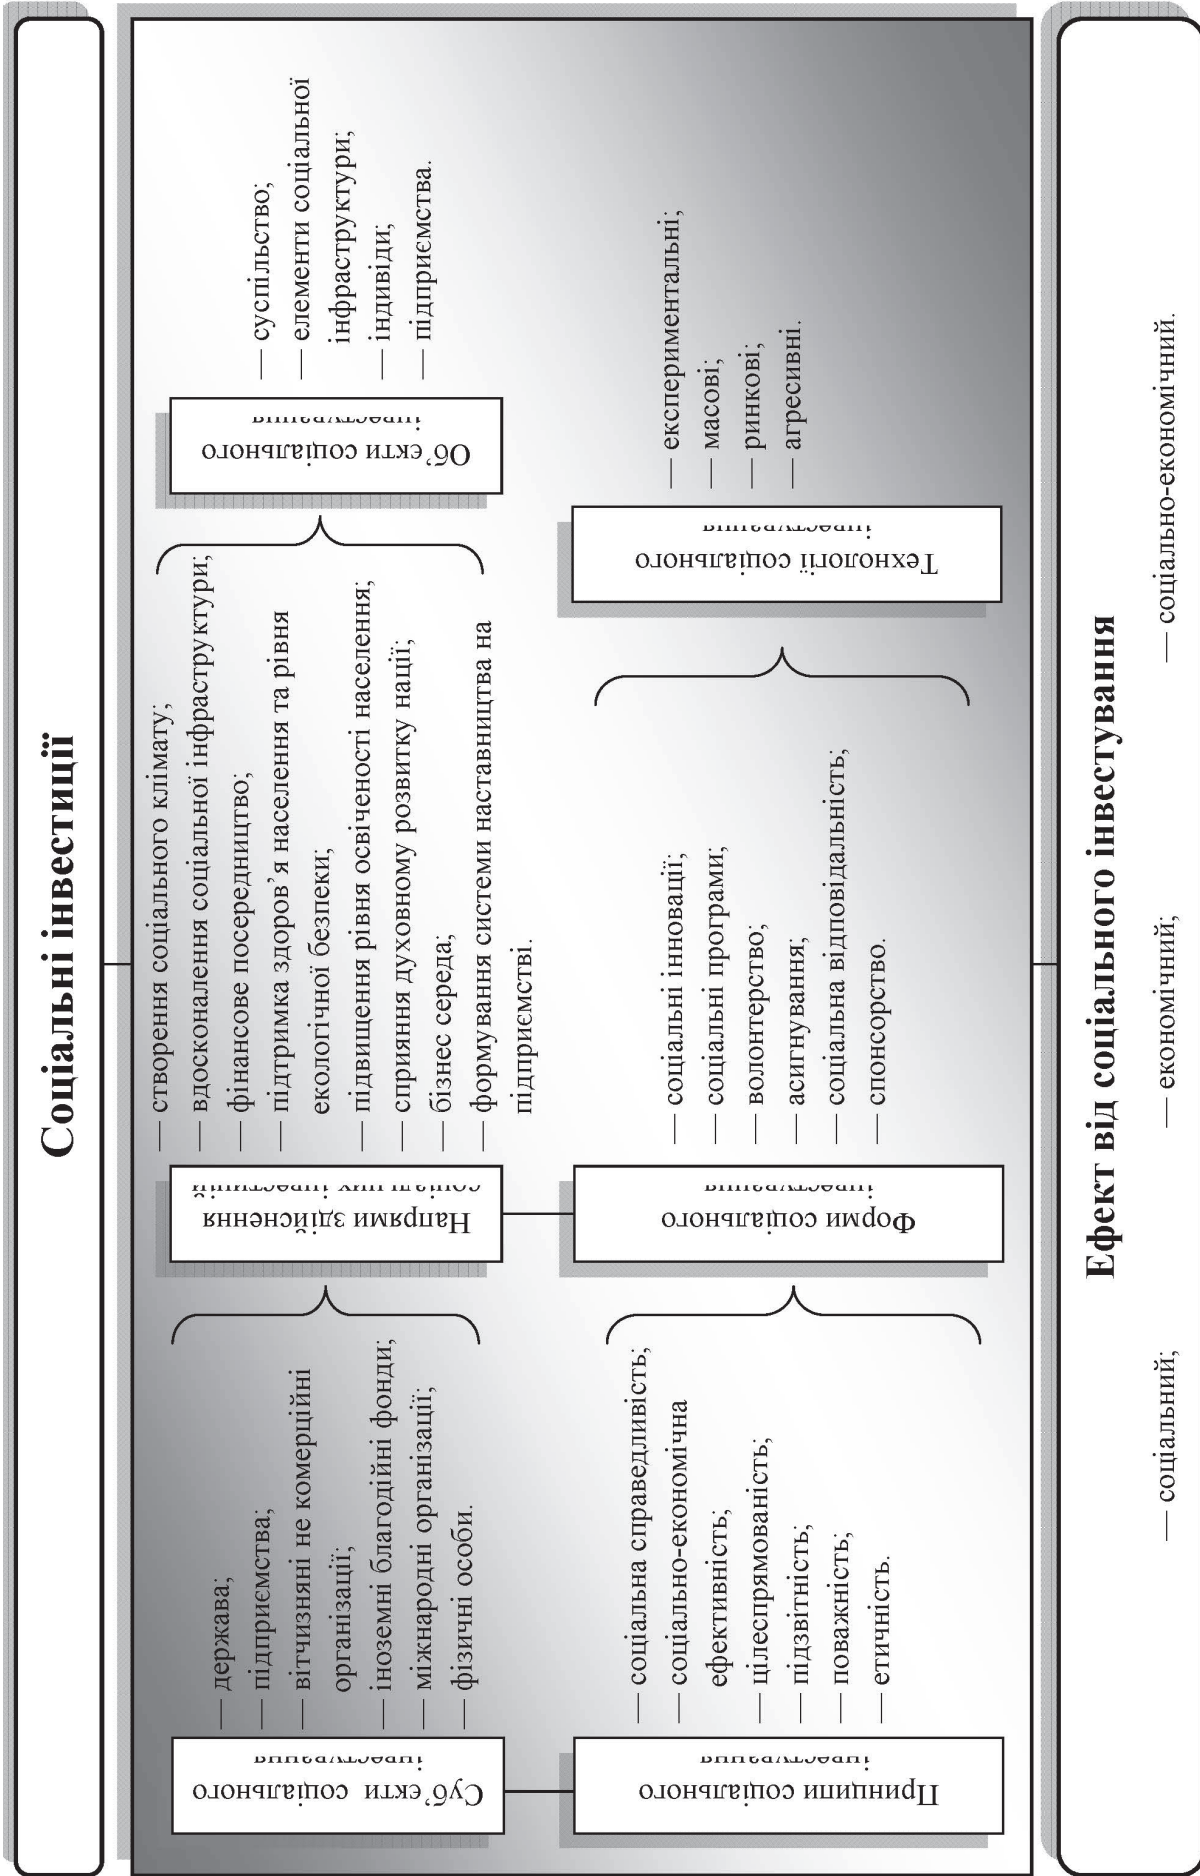 Соціальні інвестиції
Суб’єкти соціального
інвестування
— держава;
— підприємства;
— вітчизняні не комерційні
організації;
— іноземні благодійні фонди;
— міжнародні організації;
— фізичні особи.
Напрями здійснення
соціальних інвестицій
— створення соціального клімату;
— вдосконалення соціальної інфраструктури;
— фінансове посередництво;
— підтримка здоров’я населення та рівня
екологічної безпеки;
— підвищення рівня освіченості населення;
— сприяння духовному розвитку нації;
— бізнес середа;
— формування системи наставництва на
підприємстві.
Об’єкти соціального
інвестування
— суспільство;
— елементи соціальної
інфраструктури;
— індивіди;
— підприємства.
Принципи соціального
інвестування
— соціальна справедливість;
— соціально-економічна
ефективність;
— цілеспрямованість;
— підзвітність;
— поважність;
— етичність.
Форми соціального
інвестування
— соціальні інновації;
— соціальні програми;
— волонтерство;
— асигнування;
— соціальна відповідальність;
— спонсорство.
Технології соціального
інвестування
— експериментальні;
— масові;
— ринкові;
— агресивні.
Ефект від соціального інвестування
— соціальний;
— економічний;
— соціально-економічний.